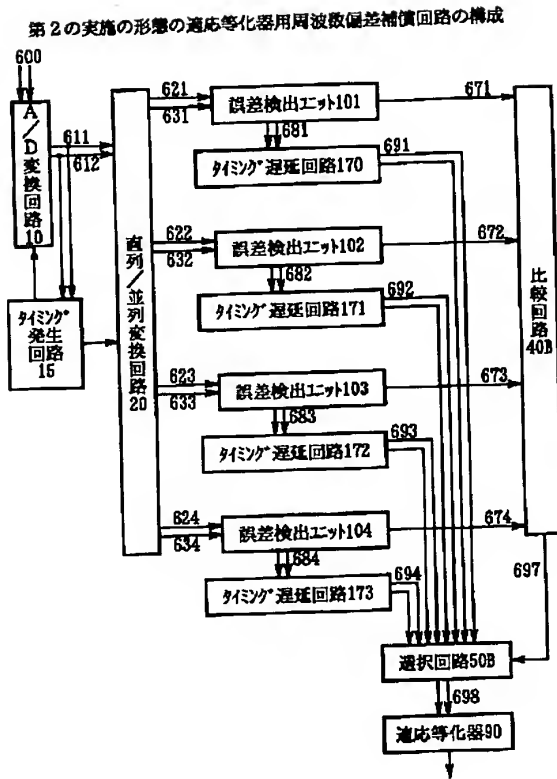 第2の実施の形態の適応等化器用周波数偏差補償回路の構成
600
A/D変換回路10
611
612
タイミング
発生
回路
15
直列/並列変換回路20
621
631
誤差検出ユニット101
671
681
691
タイミング遅延回路170
622
632
誤差検出ユニット102
672
682
692
タイミング遅延回路171
623
633
誤差検出ユニット103
673
683
693
タイミング遅延回路172
624
634
誤差検出ユニット104
674
684
694
タイミング遅延回路173
比較回路40B
697
選択回路50B
698
適応等化器90